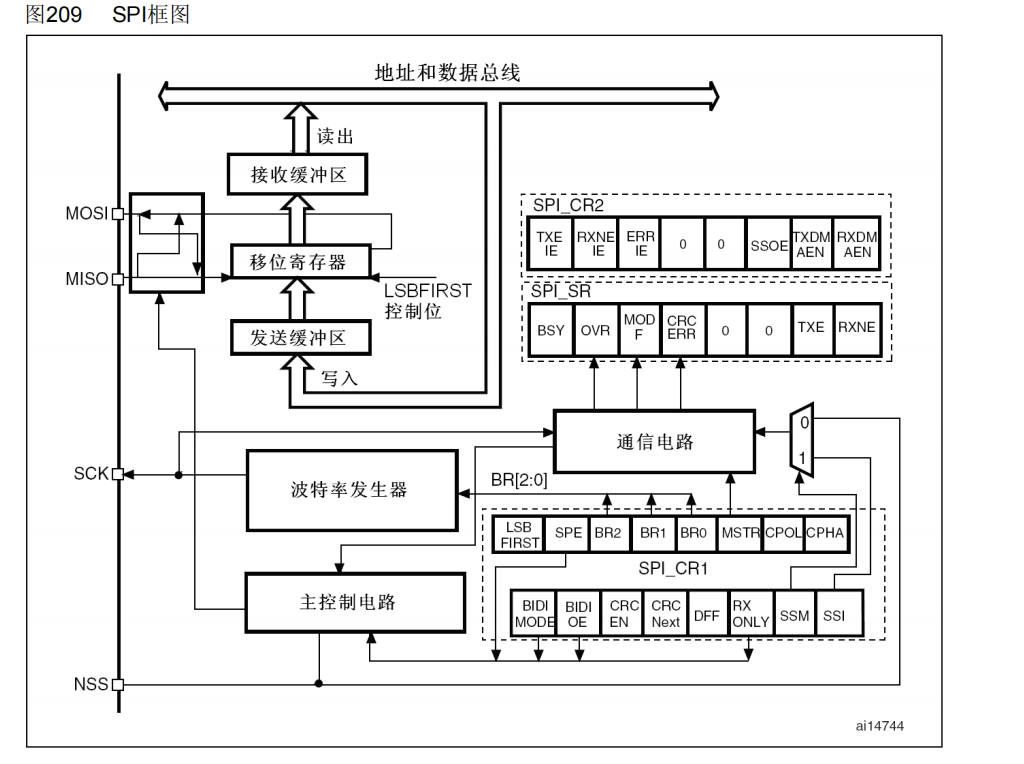 图209 SPI框图
地址和数据总线
读出
接收缓冲区
MOSI
SPI_CR2
TXE IE
RXNE IE
ERR IE
0
0
SSOE
TXDM AEN
RXDM AEN
移位寄存器
MISO
LSBFIRST
控制位
SPI_SR
BSY
OVR
MOD F
CRC ERR
0
0
TXE
RXNE
发送缓冲区
写入
通信电路
0
1
SCK
波特率发生器
BR[2:0]
LSB FIRST
SPE
BR2
BR1
BR0
MSTR
CPOL
CPHA
SPI_CR1
主控制电路
BIDI MODE
BIDI OE
CRC EN
CRC Next
DFF
RX ONLY
SSM
SSI
NSS
ai14744